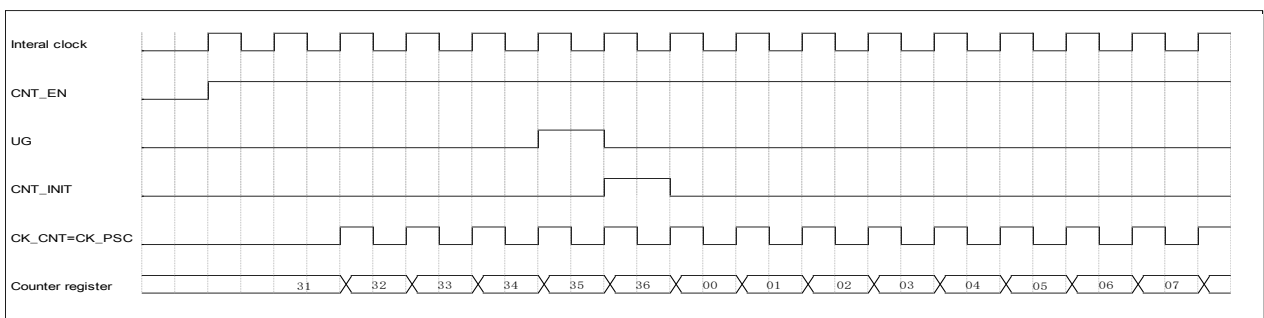 Interal clock
CNT_EN
UG
CNT_INIT
CK_CNT=CK_PSC
Counter register 31 32 33 34 35 36 00 01 02 03 04 05 06 07